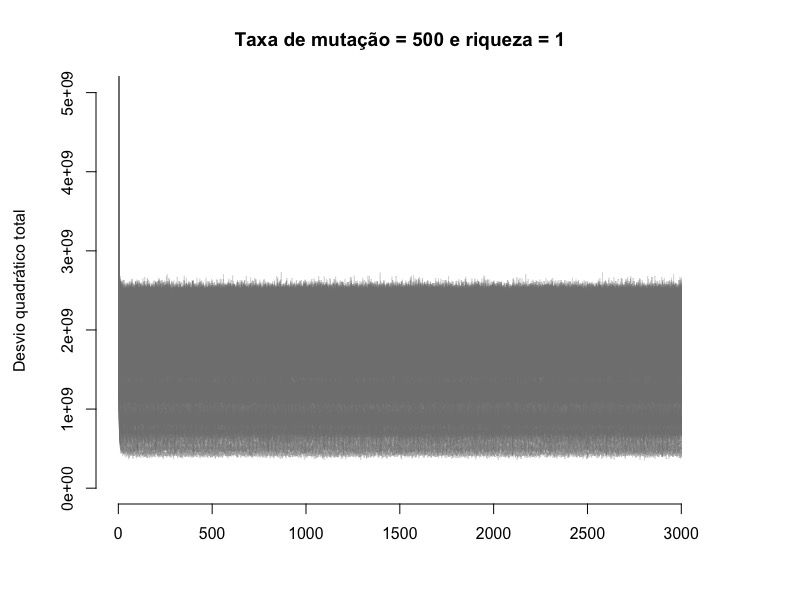 Taxa de mutação = 500 e riqueza = 1
Desvio quadrático total
5e+09
4e+09
3e+09
2e+09
1e+09
0e+00
0 500 1000 1500 2000 2500 3000